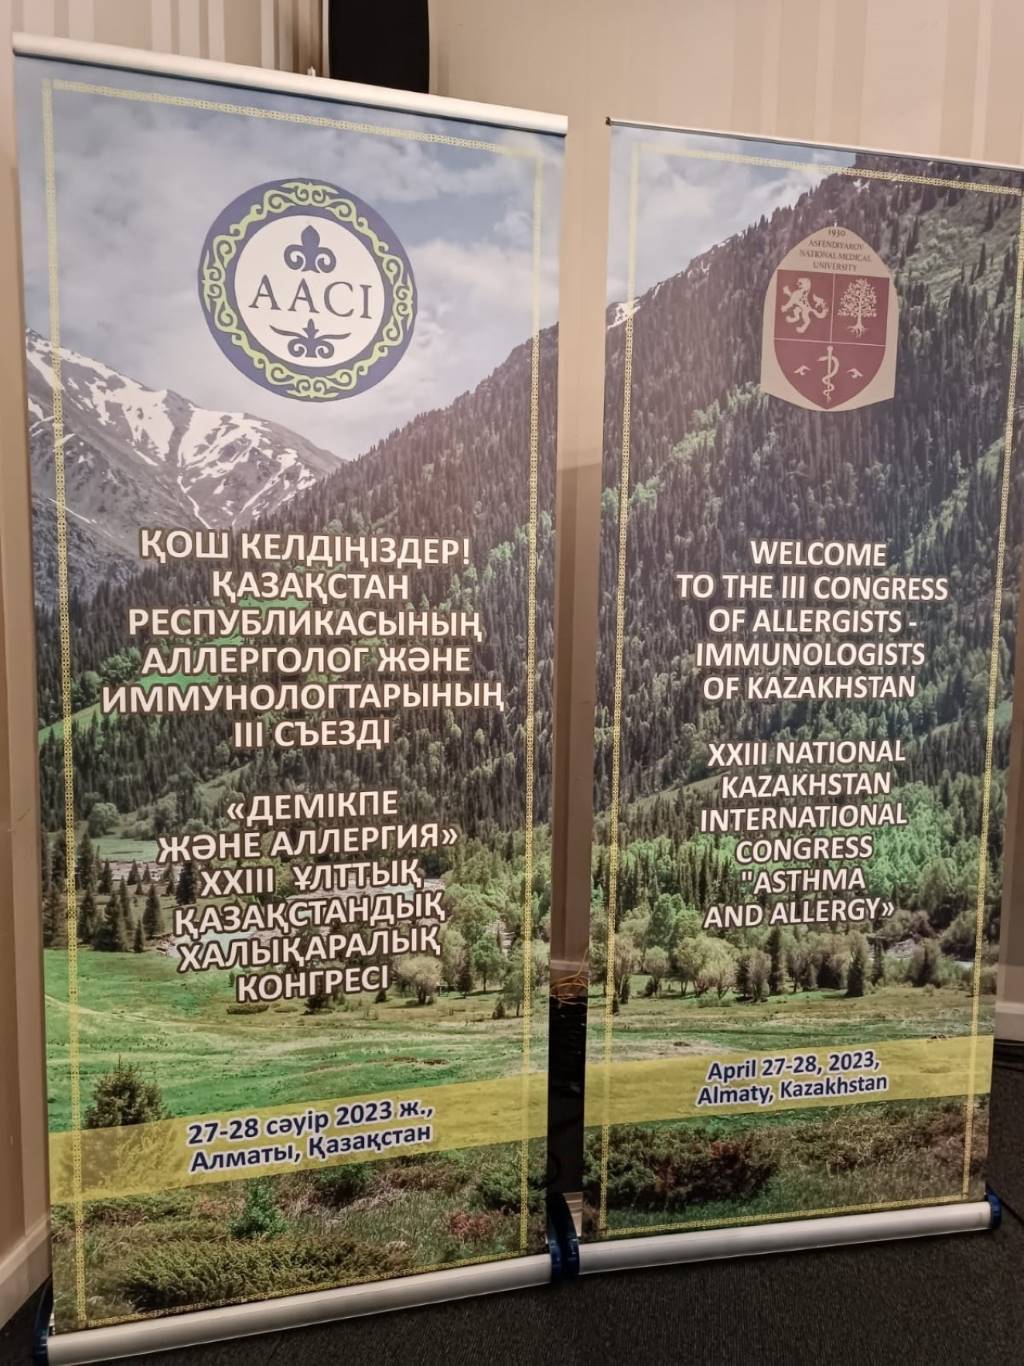 AACI
ҚОШ КЕЛДІҢІЗДЕР!
ҚАЗАҚСТАН
РЕСПУБЛИКАСЫНЫҢ
АЛЛЕРГОЛОГ ЖӘНЕ
ИММУНОЛОГТАРЫНЫҢ
III СЪЕЗДІ
«ДЕМІКПЕ
ЖӘНЕ АЛЛЕРГИЯ»
XXIII ҰЛТТЫҚ
ҚАЗАҚСТАНДЫҚ
ХАЛЫҚАРАЛЫҚ
КОНГРЕСІ
27-28 сәуір 2023 ж.,
Алматы, Қазақстан
1930
ASFENDIYAROV
NATIONAL MEDICAL
UNIVERSITY
WELCOME
TO THE III CONGRESS
OF ALLERGISTS -
IMMUNOLOGISTS
OF KAZAKHSTAN
XXIII NATIONAL
KAZAKHSTAN
INTERNATIONAL
CONGRESS
"ASTHMA
AND ALLERGY»
April 27-28, 2023,
Almaty, Kazakhstan